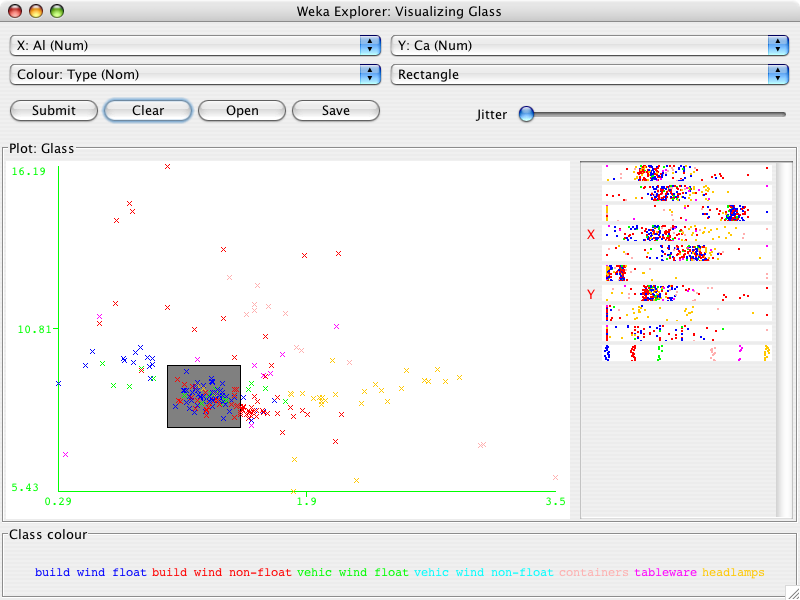 Weka Explorer: Visualizing Glass
X: Al (Num) Y: Ca (Num)
Colour: Type (Nom) Rectangle
Submit Clear Open Save Jitter
Plot: Glass
16.19
10.81
5.43
0.29 1.9 3.5
X
Y
Class colour
build wind float build wind non-float vehic wind float vehic wind non-float containers tableware headlamps